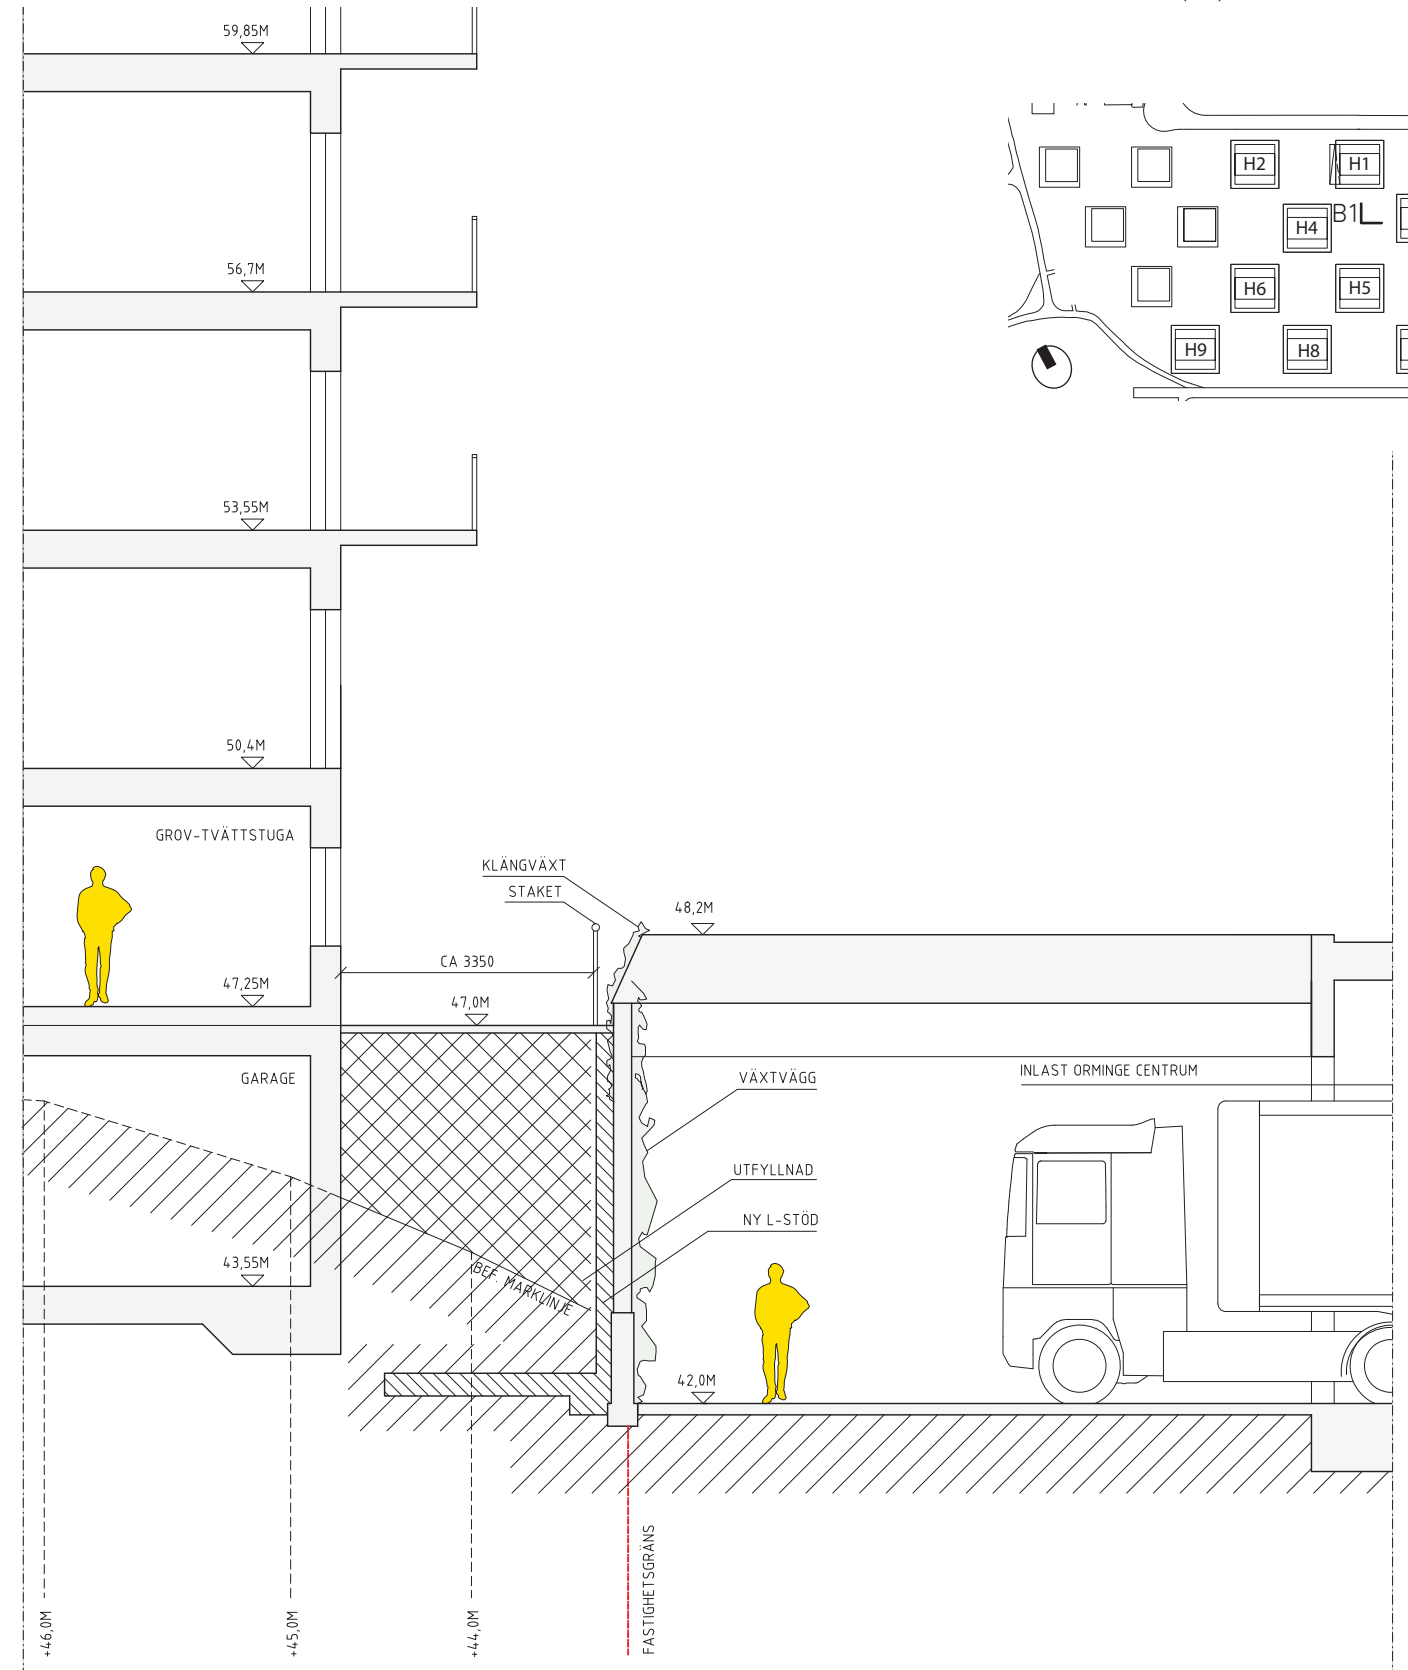 59,85M
H2
H1
B1
H4
56,7M
H6
H5
H9
H8
53,55M
50,4M
GROV-TVÄTTSTUGA
KLÄNGVÄXT
STAKET
48,2M
CA 3350
47,25M
47,0M
GARAGE
VÄXTVÄGG
INLAST ORMINGE CENTRUM
UTFYLLNAD
NY L-STÖD
43,55M
BEF. MARKLINJE
42,0M
FASTIGHETSGRÄNS
+46,0M
+45,0M
+44,0M